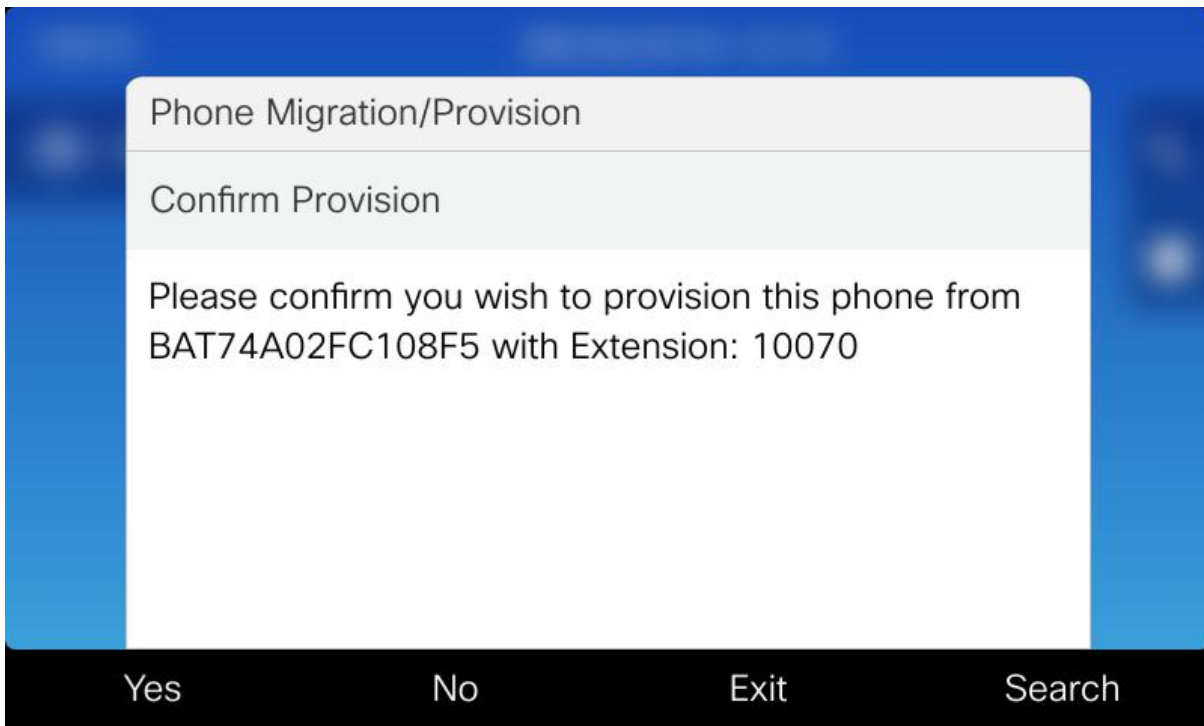 Phone Migration/Provision
Confirm Provision
Please confirm you wish to provision this phone from
BAT74A02FC108F5 with Extension: 10070
Yes No Exit Search